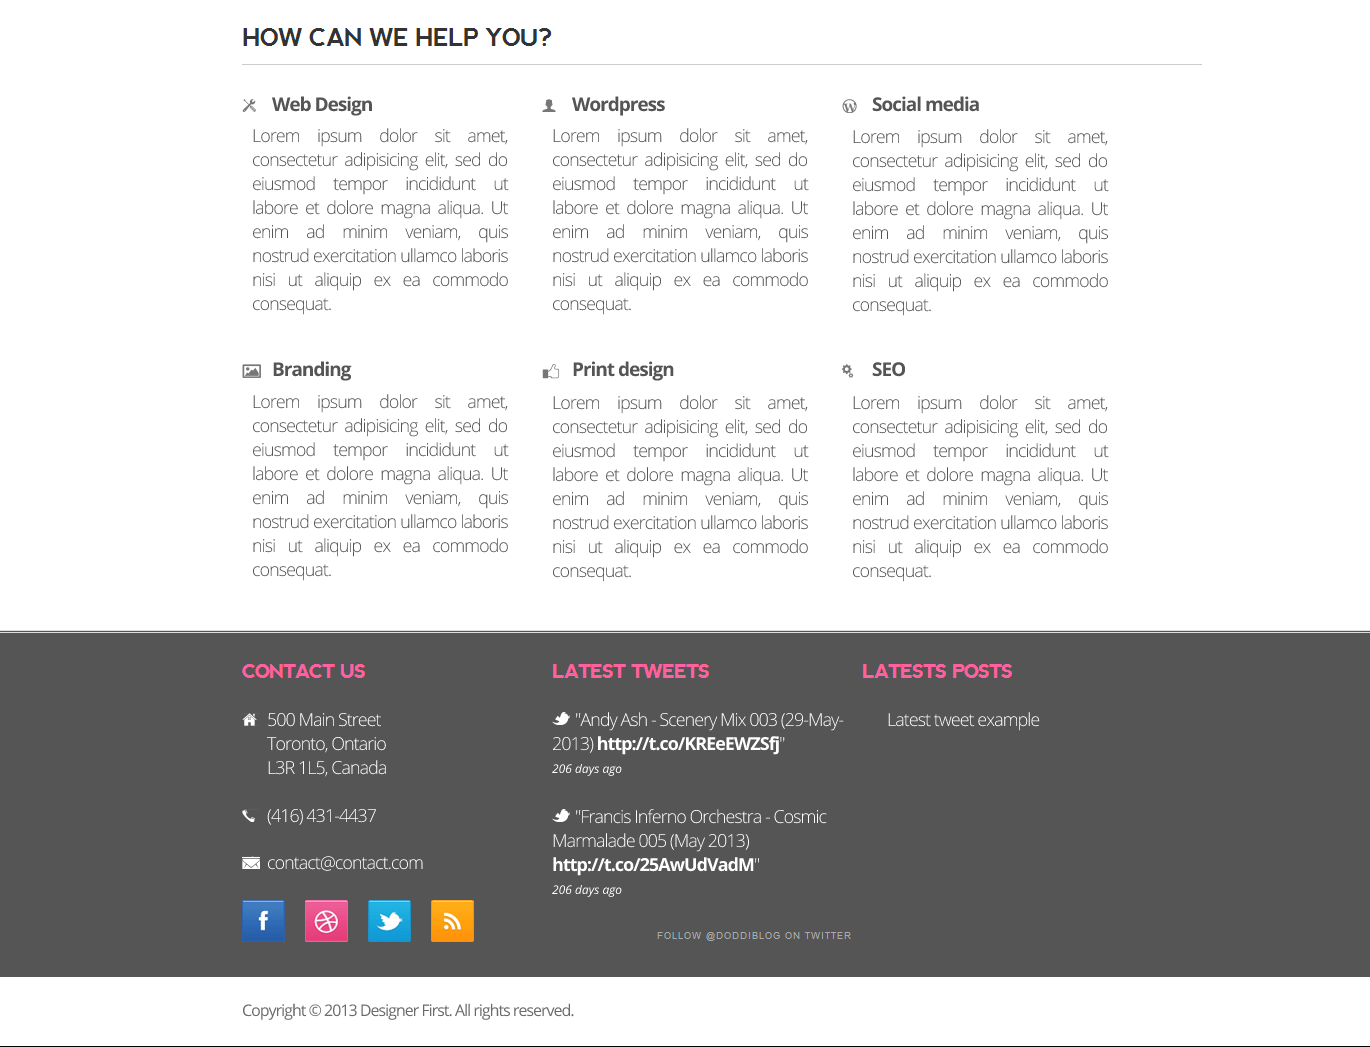 HOW CAN WE HELP YOU?
Web Design
Lorem ipsum dolor sit amet,
consectetur adipisicing elit, sed do
eiusmod tempor incididunt ut
labore et dolore magna aliqua. Ut
enim ad minim veniam, quis
nostrud exercitation ullamco laboris
nisi ut aliquip ex ea commodo
consequat.
Wordpress
Lorem ipsum dolor sit amet,
consectetur adipisicing elit, sed do
eiusmod tempor incididunt ut
labore et dolore magna aliqua. Ut
enim ad minim veniam, quis
nostrud exercitation ullamco laboris
nisi ut aliquip ex ea commodo
consequat.
Social media
Lorem ipsum dolor sit amet,
consectetur adipisicing elit, sed do
eiusmod tempor incididunt ut
labore et dolore magna aliqua. Ut
enim ad minim veniam, quis
nostrud exercitation ullamco laboris
nisi ut aliquip ex ea commodo
consequat.
Branding
Lorem ipsum dolor sit amet,
consectetur adipisicing elit, sed do
eiusmod tempor incididunt ut
labore et dolore magna aliqua. Ut
enim ad minim veniam, quis
nostrud exercitation ullamco laboris
nisi ut aliquip ex ea commodo
consequat.
Print design
Lorem ipsum dolor sit amet,
consectetur adipisicing elit, sed do
eiusmod tempor incididunt ut
labore et dolore magna aliqua. Ut
enim ad minim veniam, quis
nostrud exercitation ullamco laboris
nisi ut aliquip ex ea commodo
consequat.
SEO
Lorem ipsum dolor sit amet,
consectetur adipisicing elit, sed do
eiusmod tempor incididunt ut
labore et dolore magna aliqua. Ut
enim ad minim veniam, quis
nostrud exercitation ullamco laboris
nisi ut aliquip ex ea commodo
consequat.
CONTACT US
500 Main Street
Toronto, Ontario
L3R 1L5, Canada
(416) 431-4437
contact@contact.com
LATEST TWEETS
"Andy Ash - Scenery Mix 003 (29-May-
2013) http://t.co/KREeEWZSfj"
206 days ago
"Francis Inferno Orchestra - Cosmic
Marmalade 005 (May 2013)
http://t.co/25AwUdVadM"
206 days ago
FOLLOW @DODDIBLOG ON TWITTER
LATESTS POSTS
Latest tweet example
Copyright © 2013 Designer First. All rights reserved.